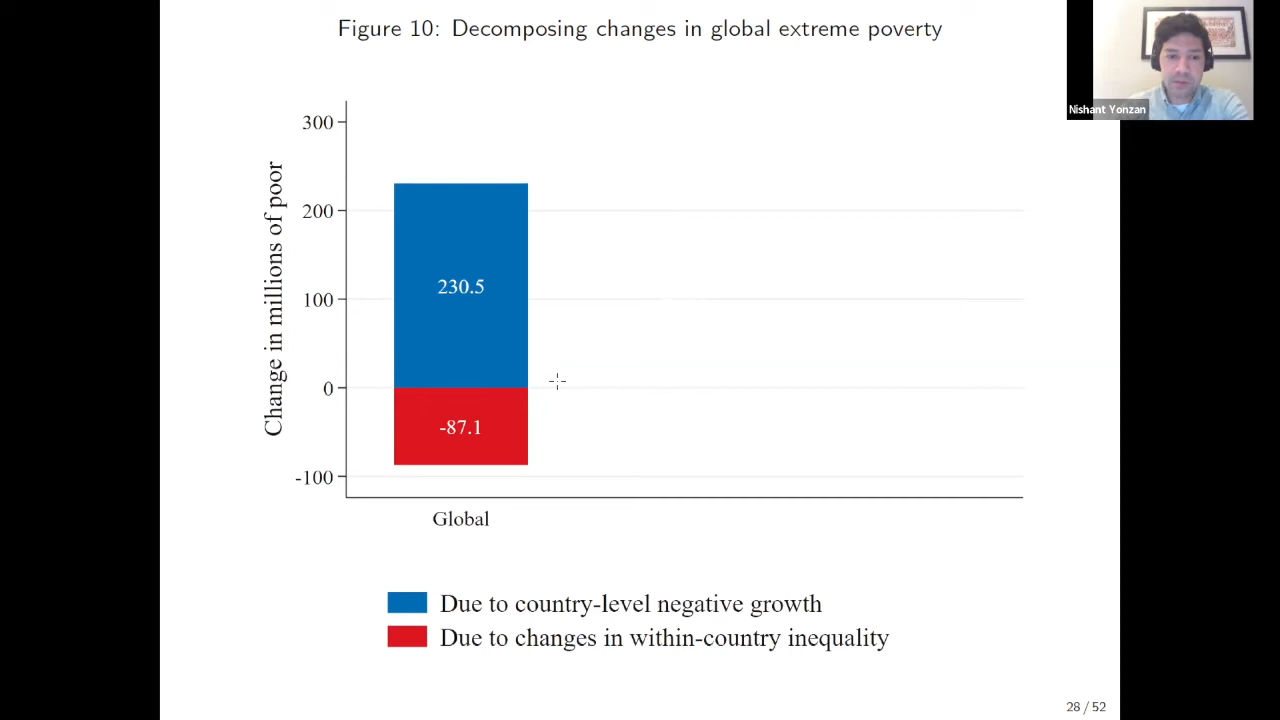 Figure 10: Decomposing changes in global extreme poverty
Nishant Yonzan
Change in millions of poor
300
200
100
0
-100
230.5
-87.1
Global
Due to country-level negative growth
Due to changes in within-country inequality
28 / 52